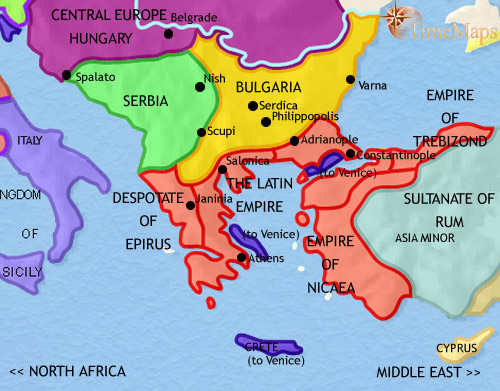 CENTRAL EUROPE
Belgrade
HUNGARY
TimeMaps
Spalato
Nish
BULGARIA
Varna
SERBIA
Serdica
EMPIRE
OF
TREBIZOND
Philippopolis
Scupi
Adrianople
ITALY
Constantinople
Salonica
(to Venice)
THE LATIN
EMPIRE
NGDOM
OF
SICILY
DESPOTATE
OF
EPIRUS
Janinia
SULTANATE OF
RUM
ASIA MINOR
(to Venice)
EMPIRE
OF
NICAEA
Athens
CRETE
(to Venice)
CYPRUS
<< NORTH AFRICA
MIDDLE EAST >>